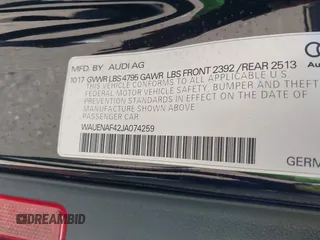 MFD. BY AUDI AG
10.17 GVWR LBS 4795 GAWR LBS FRONT 2392 / REAR 2513
THIS VEHICLE CONFORMS TO ALL APPLICABLE U.S
FEDERAL MOTOR VEHICLE SAFETY, BUMPER AND THEF
PREVENTION STANDARDS IN EFFECT ON THE DATE
OF MANUFACTURE SHOWN ABOVE.
WAUENAF42JA074259
PASSENGER CAR
GERM
DREAMBID